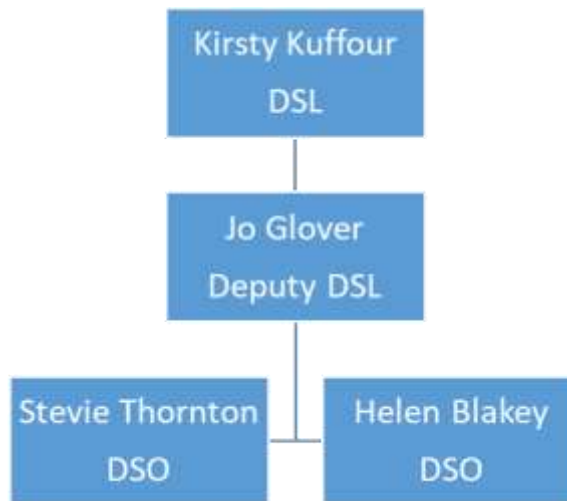 Kirsty Kuffour
DSL
Jo Glover
Deputy DSL
Stevie Thornton
DSO
Helen Blakey
DSO